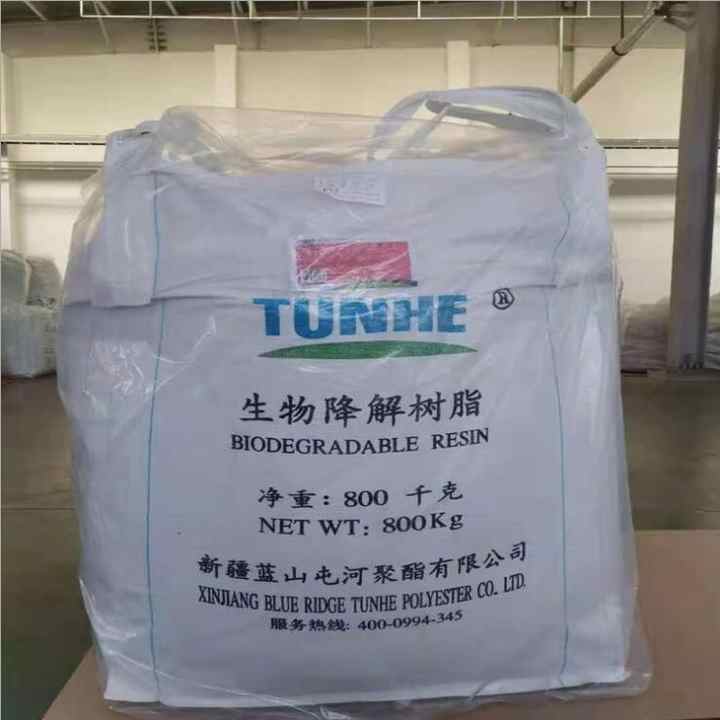 TUNHE ®
生物降解树脂
BIODEGRADABLE RESIN
净重：800 千克
NET WT：800Kg
新疆蓝山屯河聚酯有限公司
XINJIANG BLUE RIDGE TUNHE POLYESTER CO. LTD.
服务热线: 400-0994-345